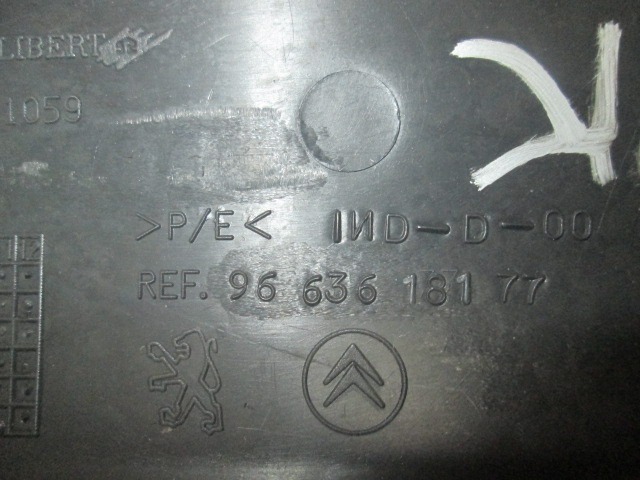 LIBERT
1059
>P/E< IND-D-00
REF. 96 636 181 77